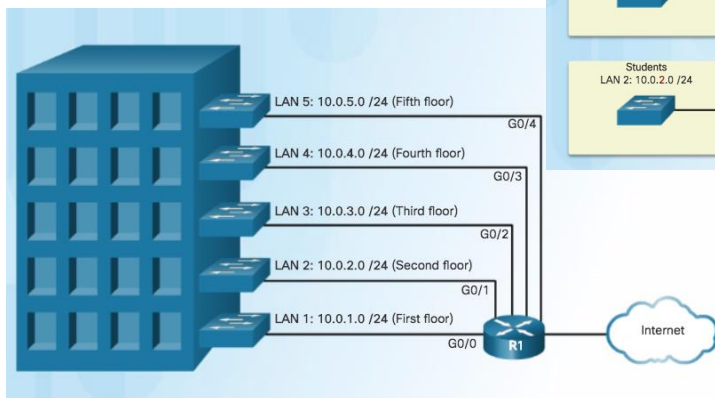 Students
LAN 2: 10.0.2.0 /24
LAN 5: 10.0.5.0 /24 (Fifth floor)
G0/4
LAN 4: 10.0.4.0 /24 (Fourth floor)
G0/3
LAN 3: 10.0.3.0 /24 (Third floor)
G0/2
LAN 2: 10.0.2.0 /24 (Second floor)
G0/1
LAN 1: 10.0.1.0 /24 (First floor)
G0/0
R1
Internet